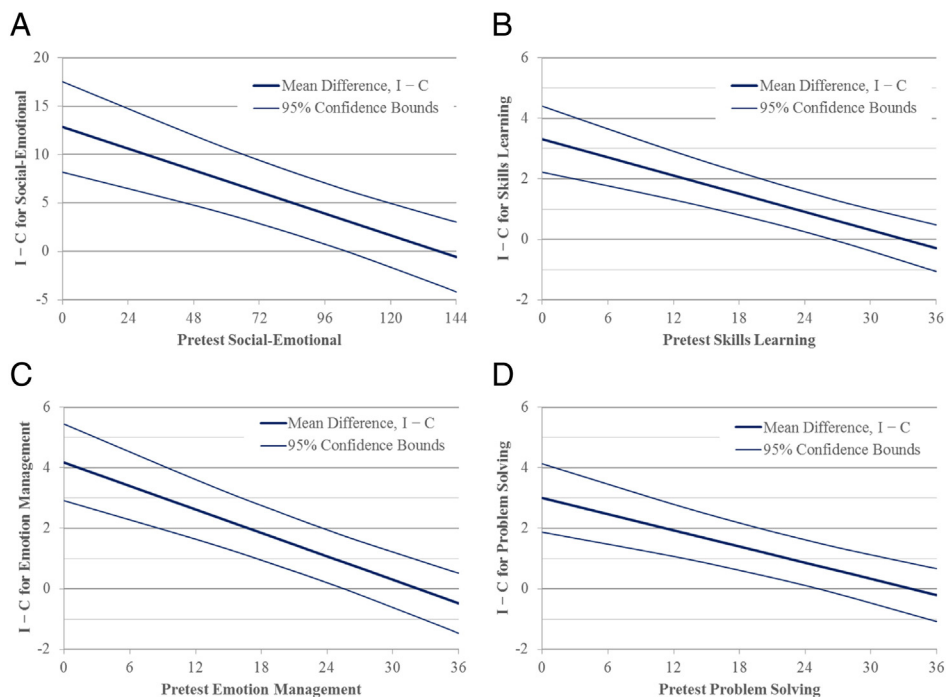 A
I – C for Social-Emotional
20
15
10
5
0
-5
Mean Difference, I – C
95% Confidence Bounds
0 24 48 72 96 120 144
Pretest Social-Emotional
B
I – C for Skills Learning
6
4
2
0
-2
Mean Difference, I – C
95% Confidence Bounds
0 6 12 18 24 30 36
Pretest Skills Learning
C
I – C for Emotion Management
6
4
2
0
-2
Mean Difference, I – C
95% Confidence Bounds
0 6 12 18 24 30 36
Pretest Emotion Management
D
I – C for Problem Solving
6
4
2
0
-2
Mean Difference, I – C
95% Confidence Bounds
0 6 12 18 24 30 36
Pretest Problem Solving